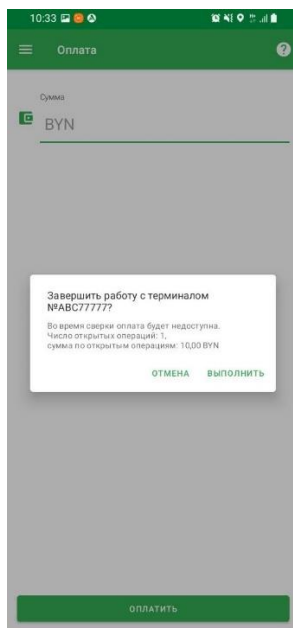 10:33
Оплата
Сумма
BYN
Завершить работу с терминалом
№ABC77777?
Во время сверки оплата будет недоступна.
Число открытых операций: 1,
сумма по открытым операциям: 10,00 BYN
ОТМЕНА ВЫПОЛНИТЬ
ОПЛАТИТЬ